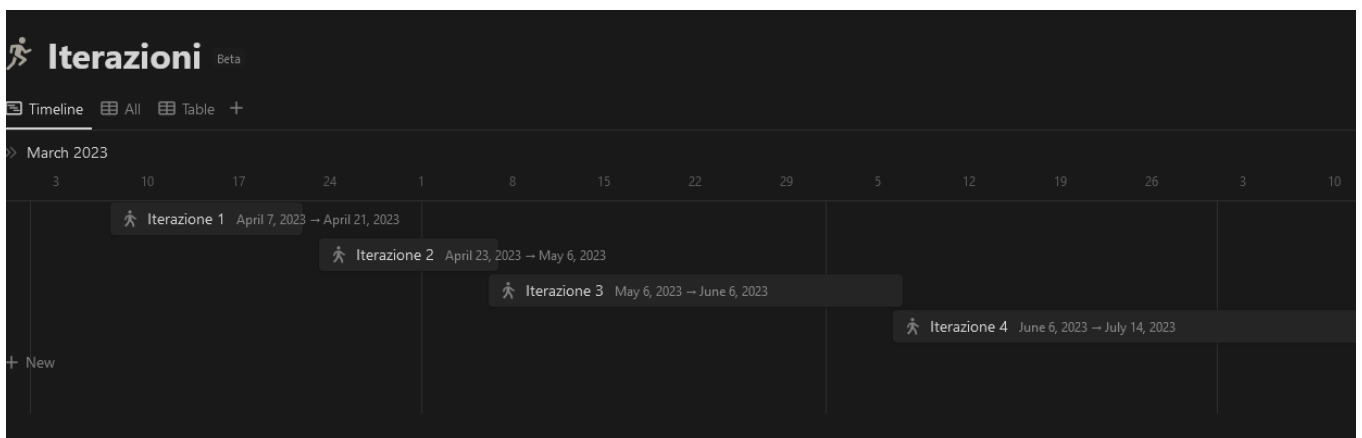 Iterazioni Beta
Timeline All Table +
» March 2023
3 10 17 24 1 8 15 22 29 5 12 19 26 3 10
Iterazione 1 April 7, 2023 → April 21, 2023
Iterazione 2 April 23, 2023 → May 6, 2023
Iterazione 3 May 6, 2023 → June 6, 2023
Iterazione 4 June 6, 2023 → July 14, 2023
+ New